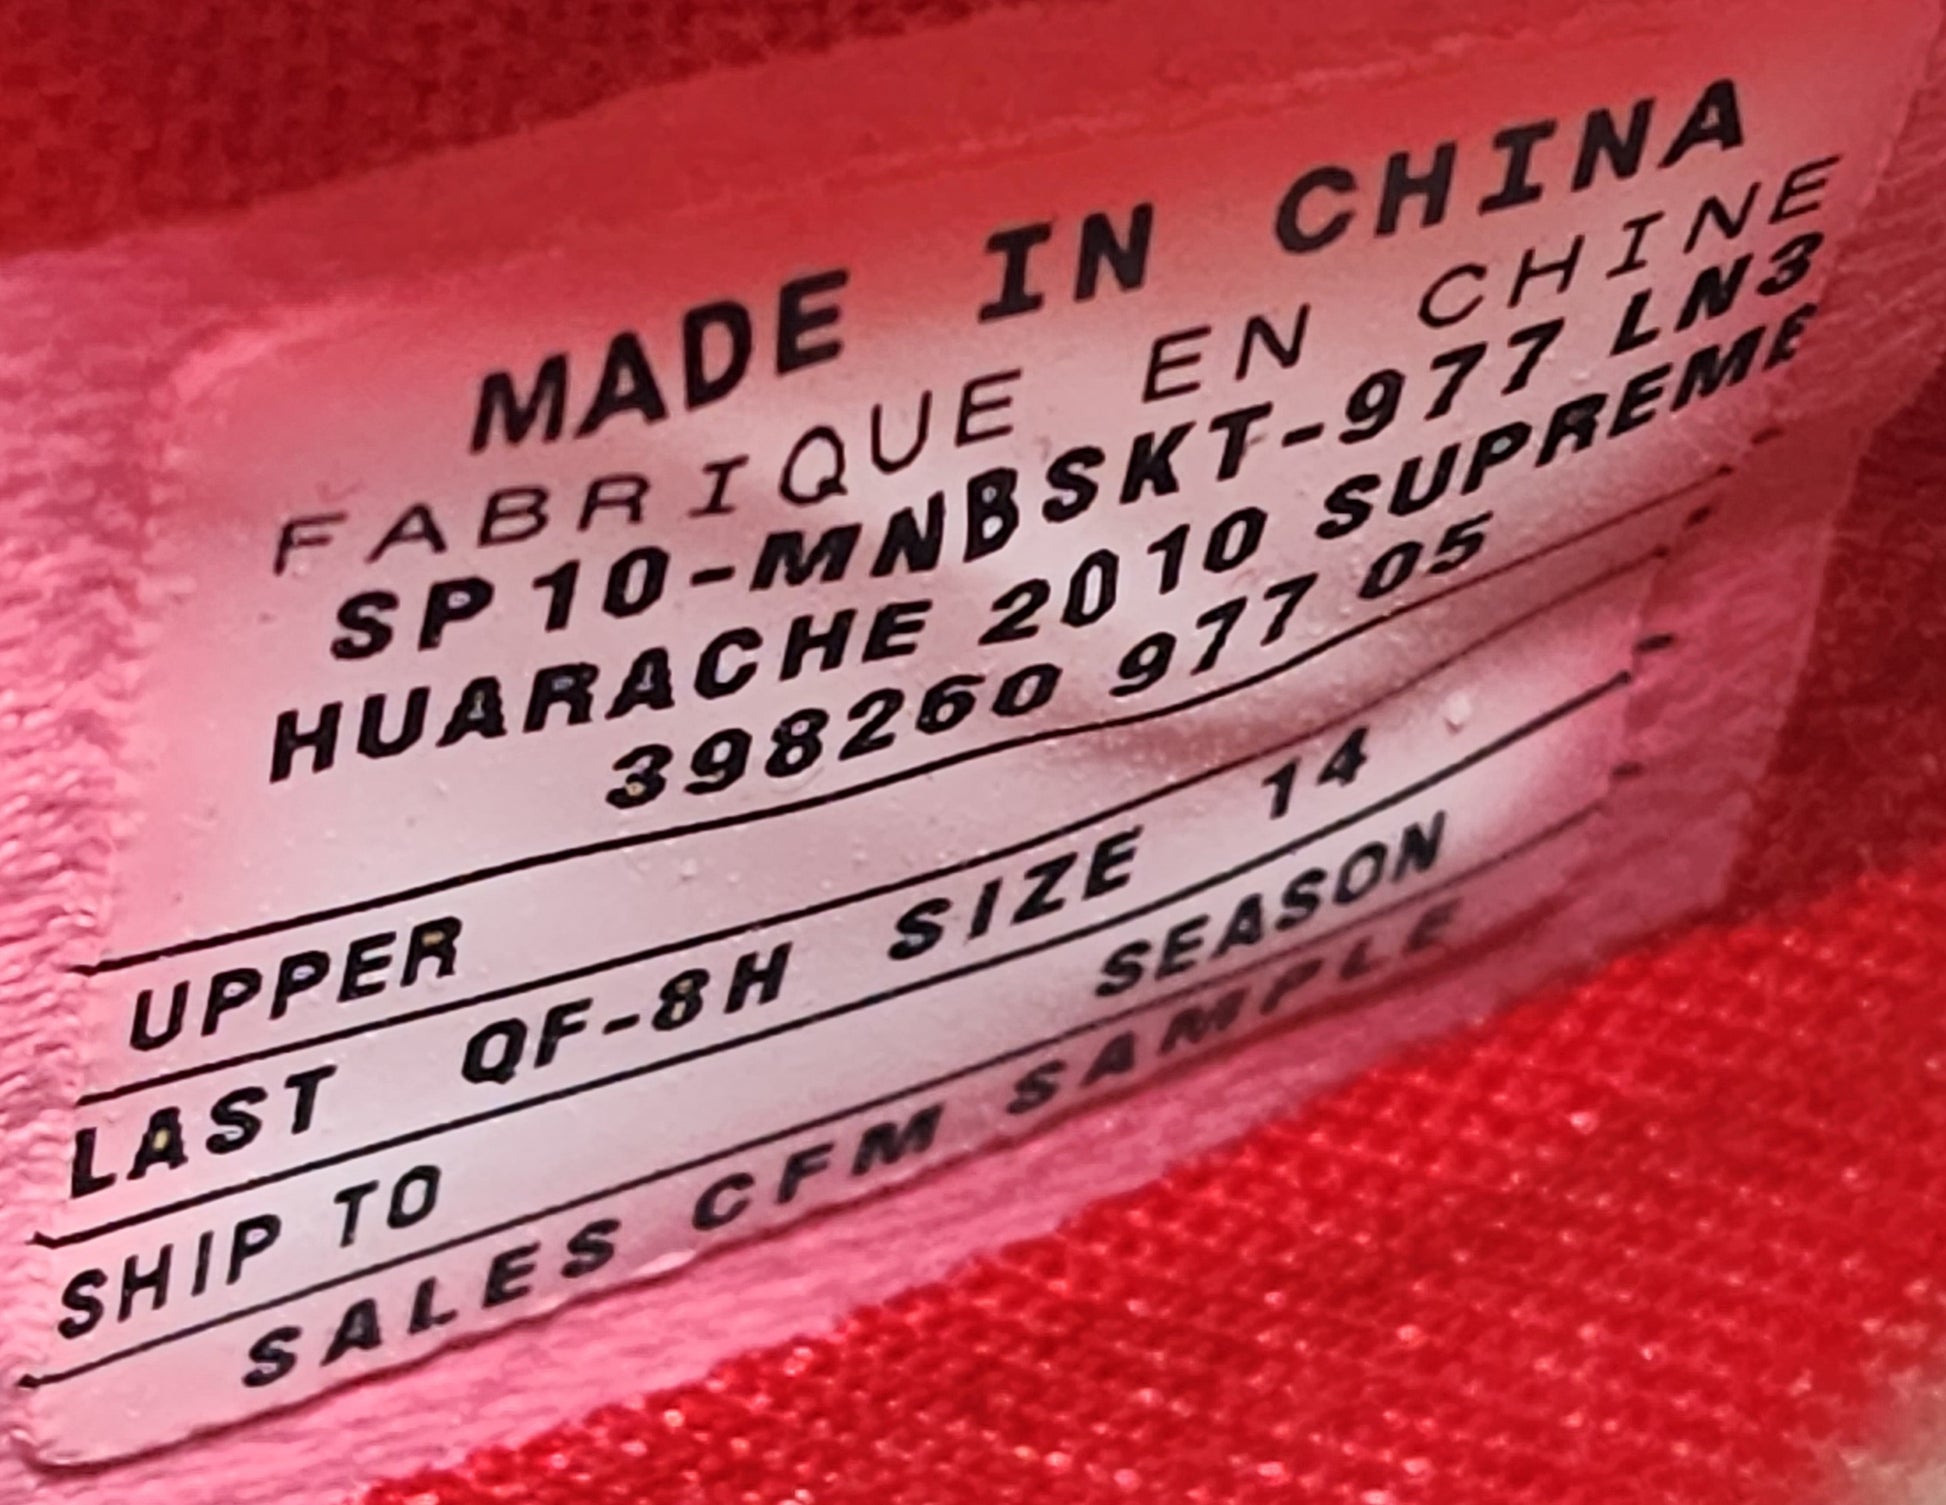 MADE IN CHINA
FABRIQUE EN CHINE
SP10-MNBSKT-977 LN3
HUARACHE 2010 SUPREME
398260 977 05
UPPER
LAST QF-8H SIZE 14
SHIP TO SEASON
SALES CFM SAMPLE